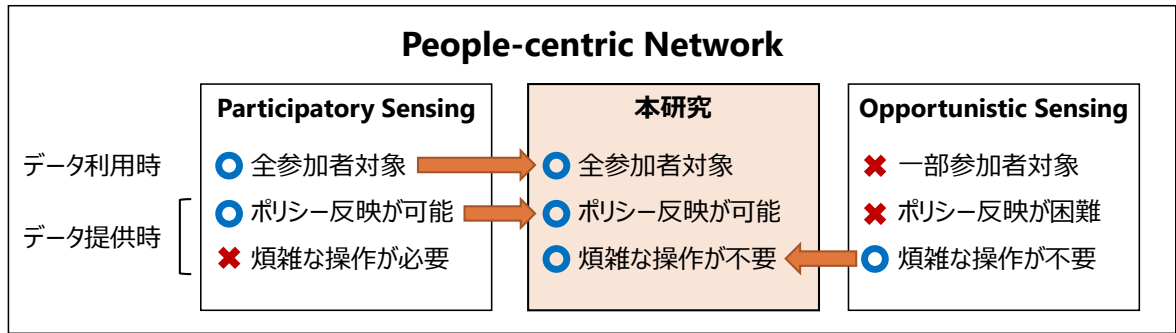 People-centric Network
Participatory Sensing
本研究
Opportunistic Sensing
データ利用時
全参加者対象
全参加者対象
一部参加者対象
データ提供時
ポリシー反映が可能
ポリシー反映が可能
ポリシー反映が困難
煩雑な操作が必要
煩雑な操作が不要
煩雑な操作が不要